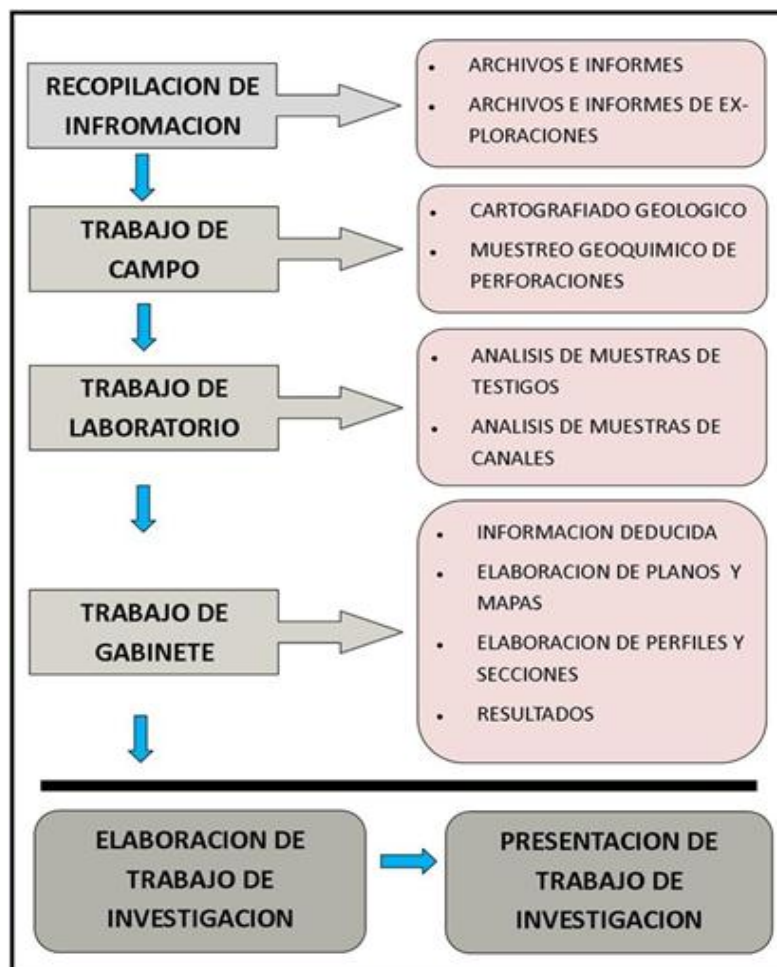 RECOPILACION DE
INFROMACION
• ARCHIVOS E INFORMES
• ARCHIVOS E INFORMES DE EX-
PLORACIONES
TRABAJO DE
CAMPO
• CARTOGRAFIADO GEOLOGICO
• MUESTREO GEOQUIMICO DE
PERFORACIONES
TRABAJO DE
LABORATORIO
• ANALISIS DE MUESTRAS DE
TESTIGOS
• ANALISIS DE MUESTRAS DE
CANALES
TRABAJO DE
GABINETE
• INFORMACION DEDUCIDA
• ELABORACION DE PLANOS Y
MAPAS
• ELABORACION DE PERFILES Y
SECCIONES
• RESULTADOS
ELABORACION DE
TRABAJO DE
INVESTIGACION
PRESENTACION DE
TRABAJO DE
INVESTIGACION